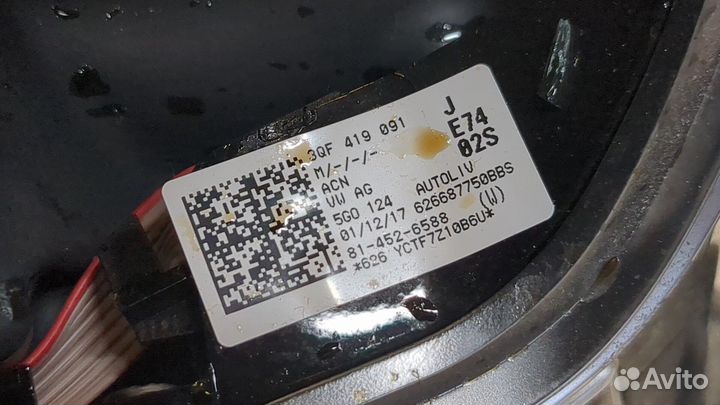 3QF 419 091 J
M/-/-/- E74
ACN 02S
VW AG
5G0 124 AUTOLIV
01/12/17 626687750BBS
81-452-6588 (W)
*626 YCTF7Z10B6U*
Avito